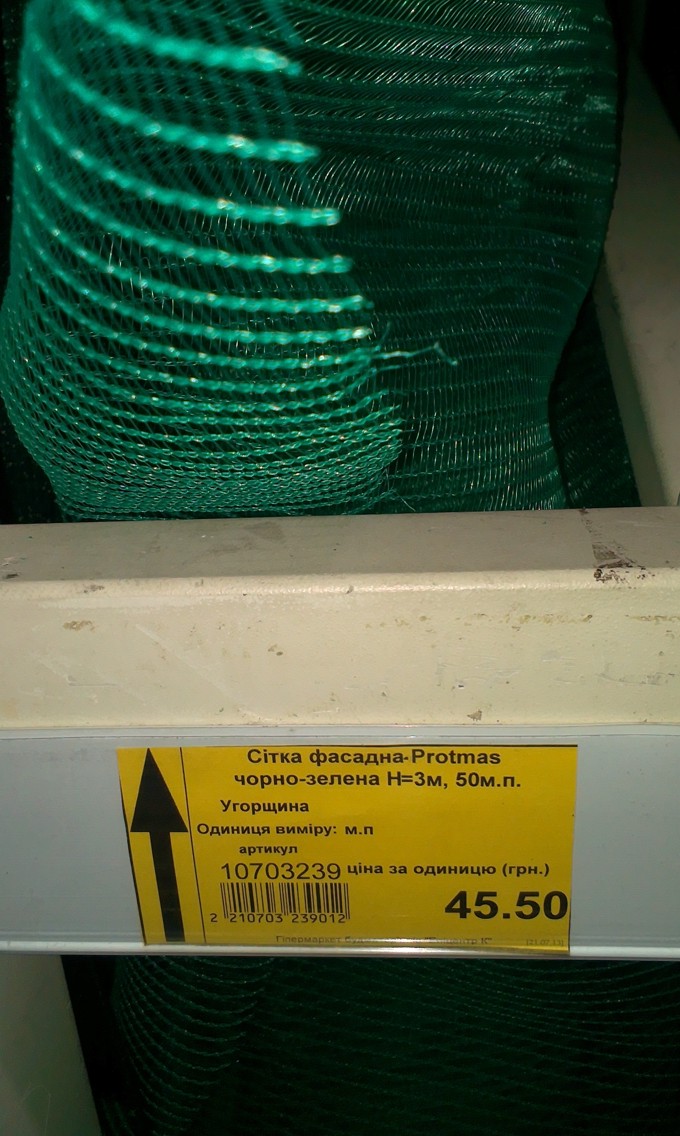 Сітка фасадна-Protmas
чорно-зелена Н=3м, 50м.п.
Угорщина
Одиниця виміру: м.п
артикул
10703239 ціна за одиницю (грн.)
45.50
2 210703 239012
Гіпермаркет К"